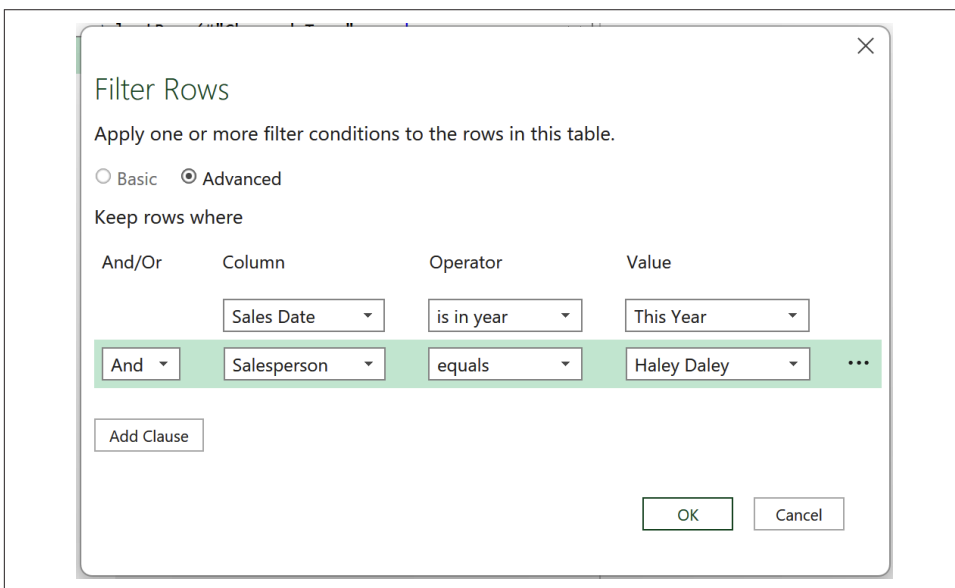 Filter Rows
Apply one or more filter conditions to the rows in this table.
Basic Advanced
Keep rows where
And/Or Column Operator Value
Sales Date is in year This Year
And Salesperson equals Haley Daley ...
Add Clause
OK Cancel